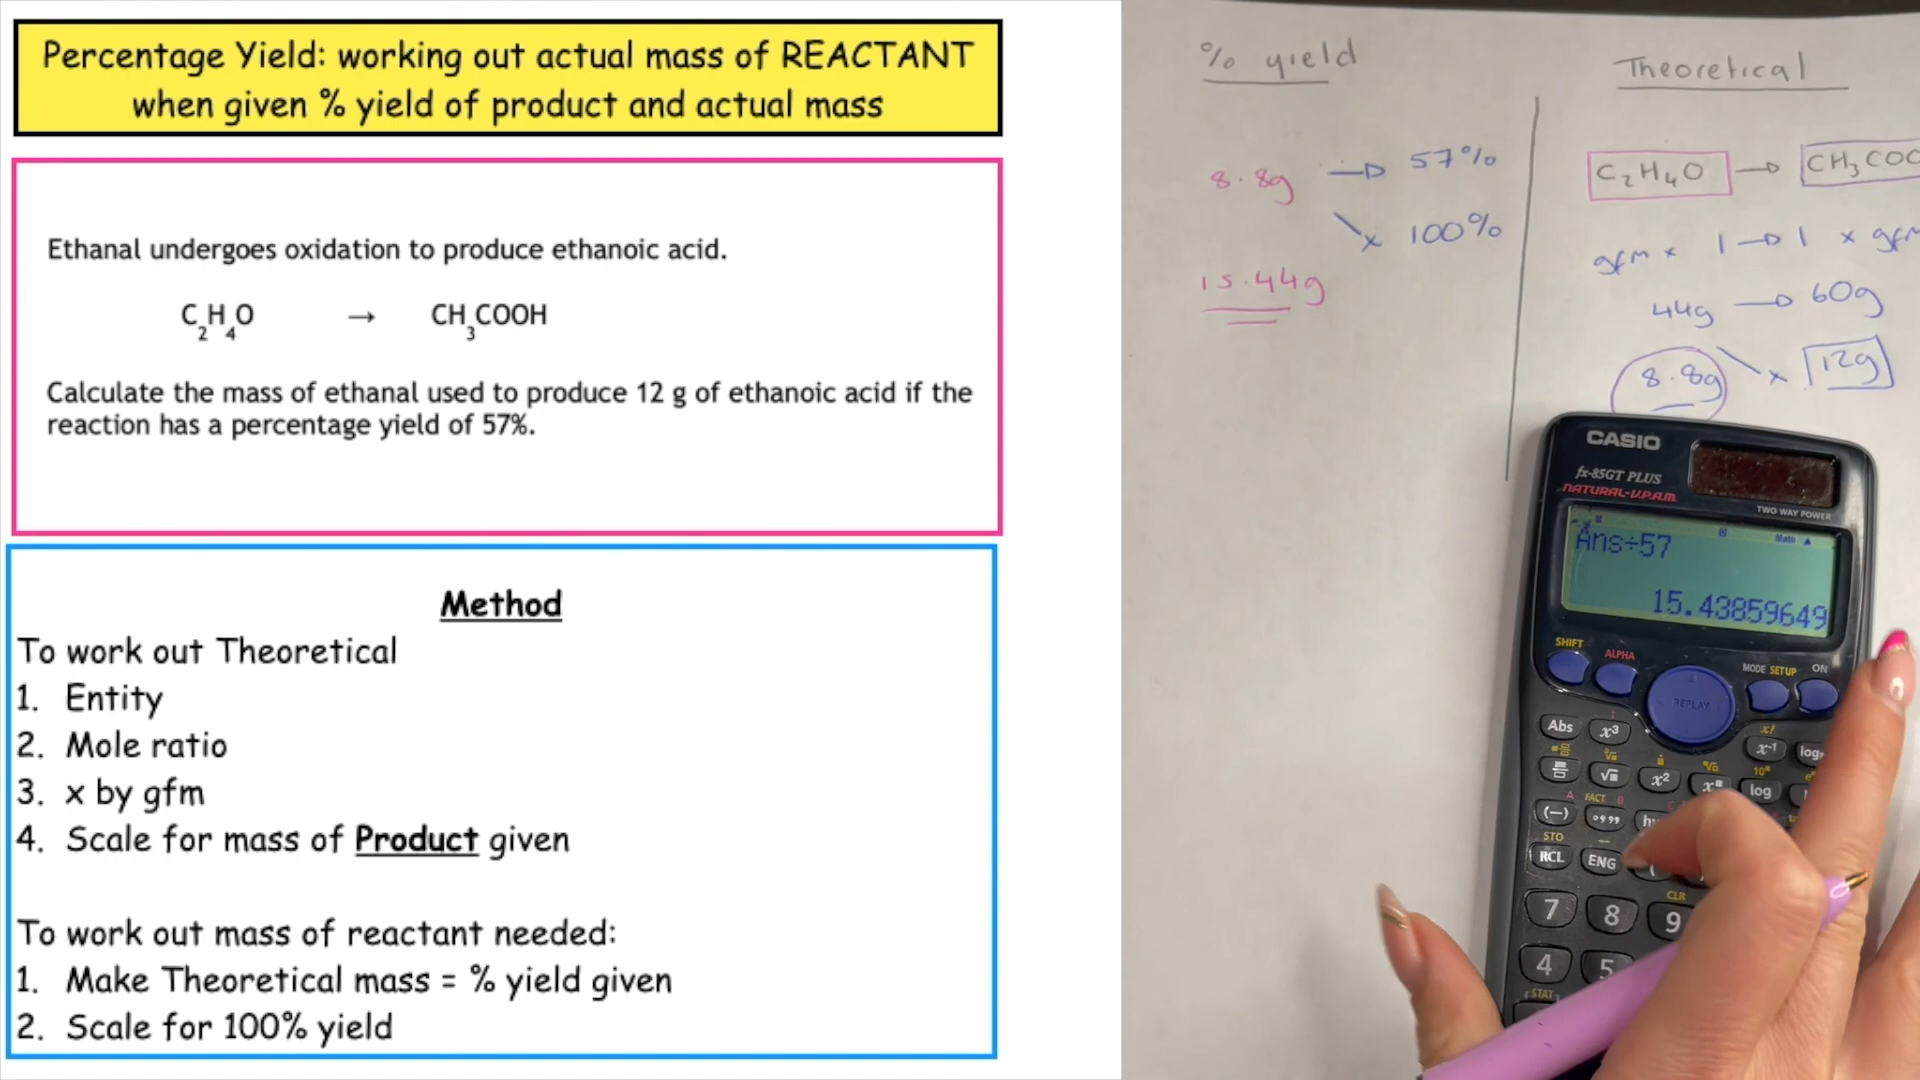 Percentage Yield: working out actual mass of REACTANT
when given % yield of product and actual mass
Ethanal undergoes oxidation to produce ethanoic acid.
C2H4O → CH3COOH
Calculate the mass of ethanal used to produce 12 g of ethanoic acid if the
reaction has a percentage yield of 57%.
Method
To work out Theoretical
1. Entity
2. Mole ratio
3. x by gfm
4. Scale for mass of Product given
To work out mass of reactant needed:
1. Make Theoretical mass = % yield given
2. Scale for 100% yield
% yield
8.8g → 57%
x 100%
15.44g
Theoretical
C2H4O → CH3COO
gfm x 1 → 1 x gfm
44g → 60g
8.8g x 12g
CASIO
fx-85GT PLUS
NATURAL-V.P.A.M.
TWO WAY POWER
Math
Ans÷57
15.43859649
SHIFT
ALPHA
MODE SETUP
ON
REPLAY
Abs
x³
x!
x⁻¹
log
√
x²
10
log
A
FACT
B
(−)
STO
RCL
ENG
CLR
7
8
9
4
5
STAT